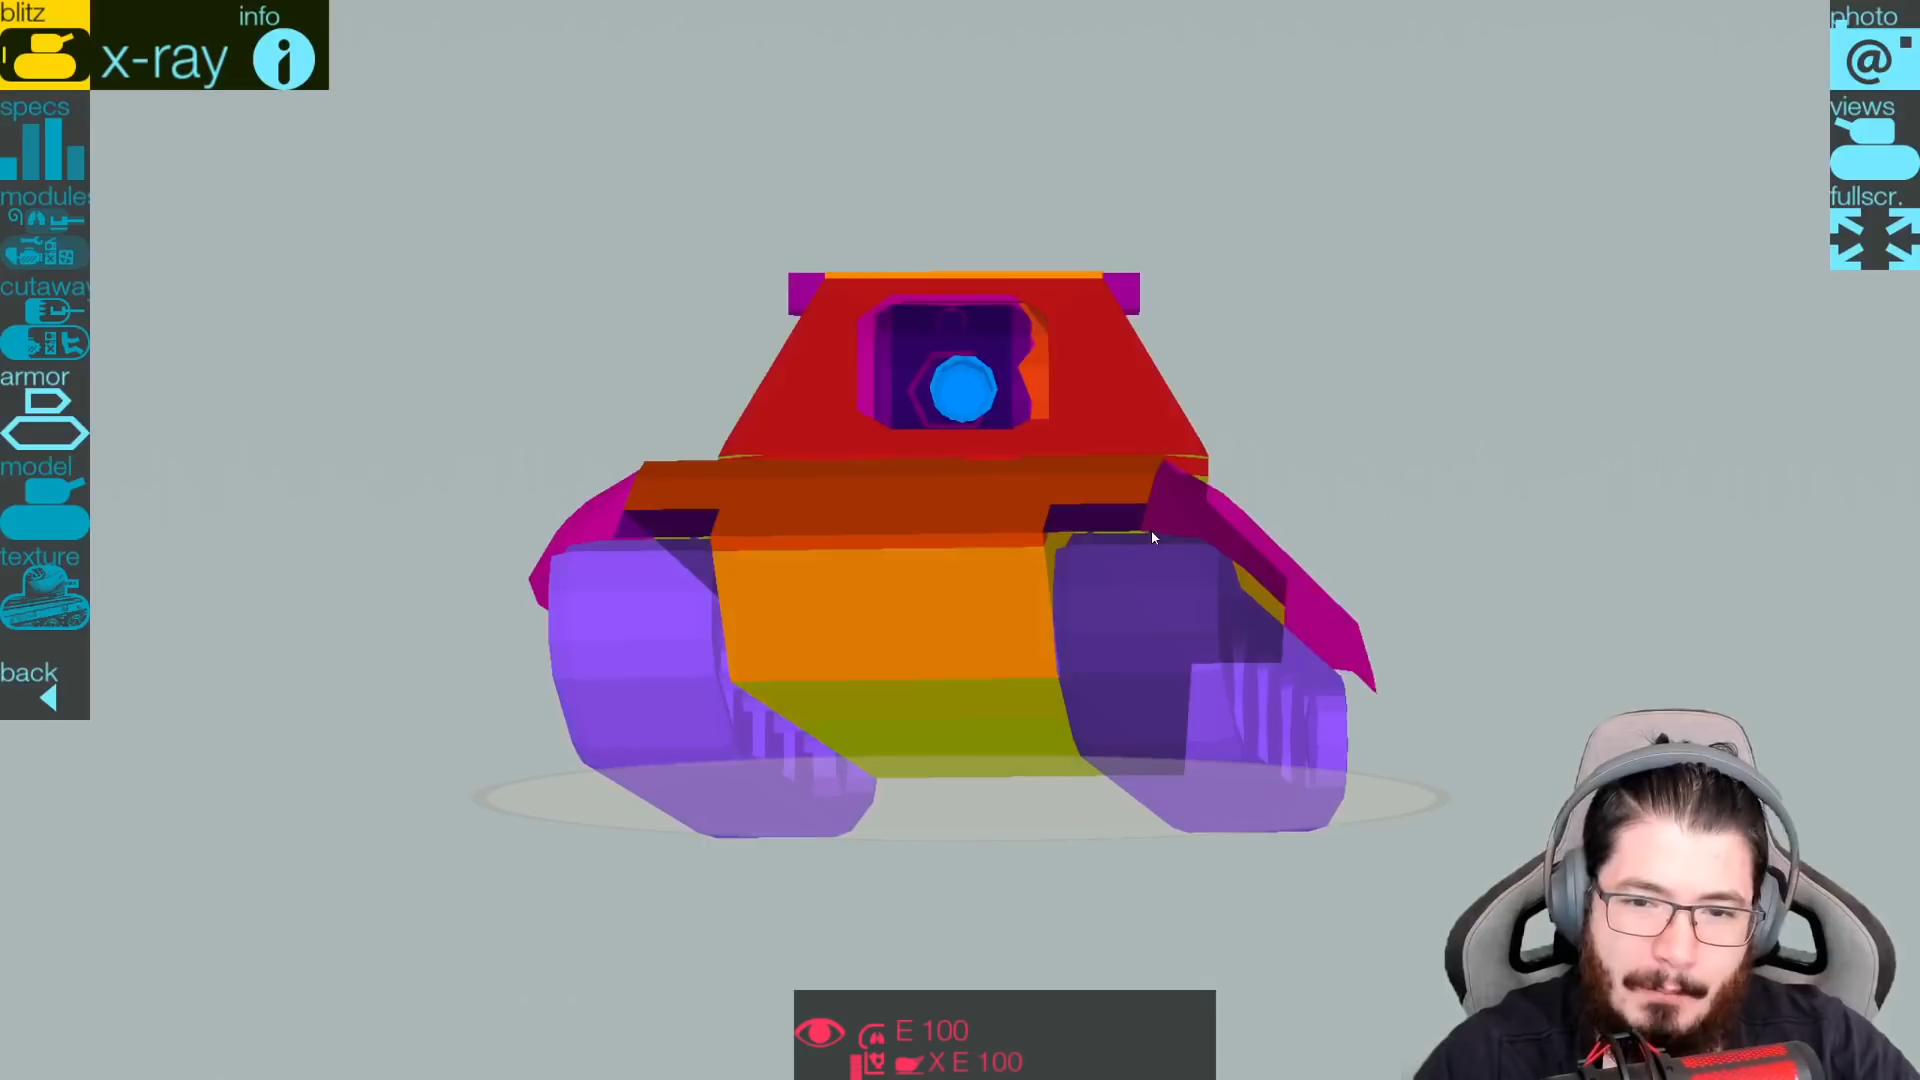 blitz
x-ray
info
specs
modules
cutaway
armor
model
texture
back
photo
@
views
fullscr.
E 100
X E 100